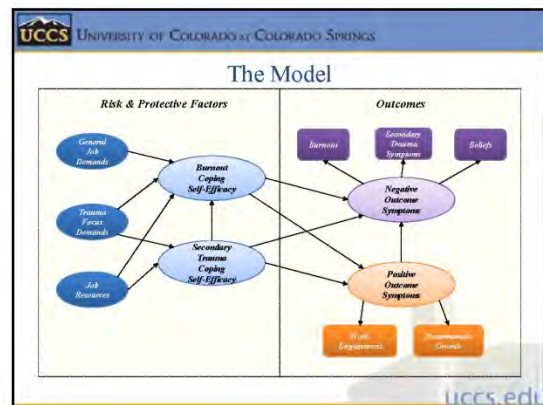 UCCS UNIVERSITY OF COLORADO AT COLORADO SPRINGS
The Model
Risk & Protective Factors
Outcomes
General
Job
Demands
Trauma
Focus
Demands
Job
Resources
Burnout
Coping
Self-Efficacy
Secondary
Trauma
Coping
Self-Efficacy
Burnout
Secondary
Trauma
Symptoms
Beliefs
Negative
Outcome
Symptoms
Positive
Outcome
Symptoms
Work
Engagement
Growth
uccs.edu